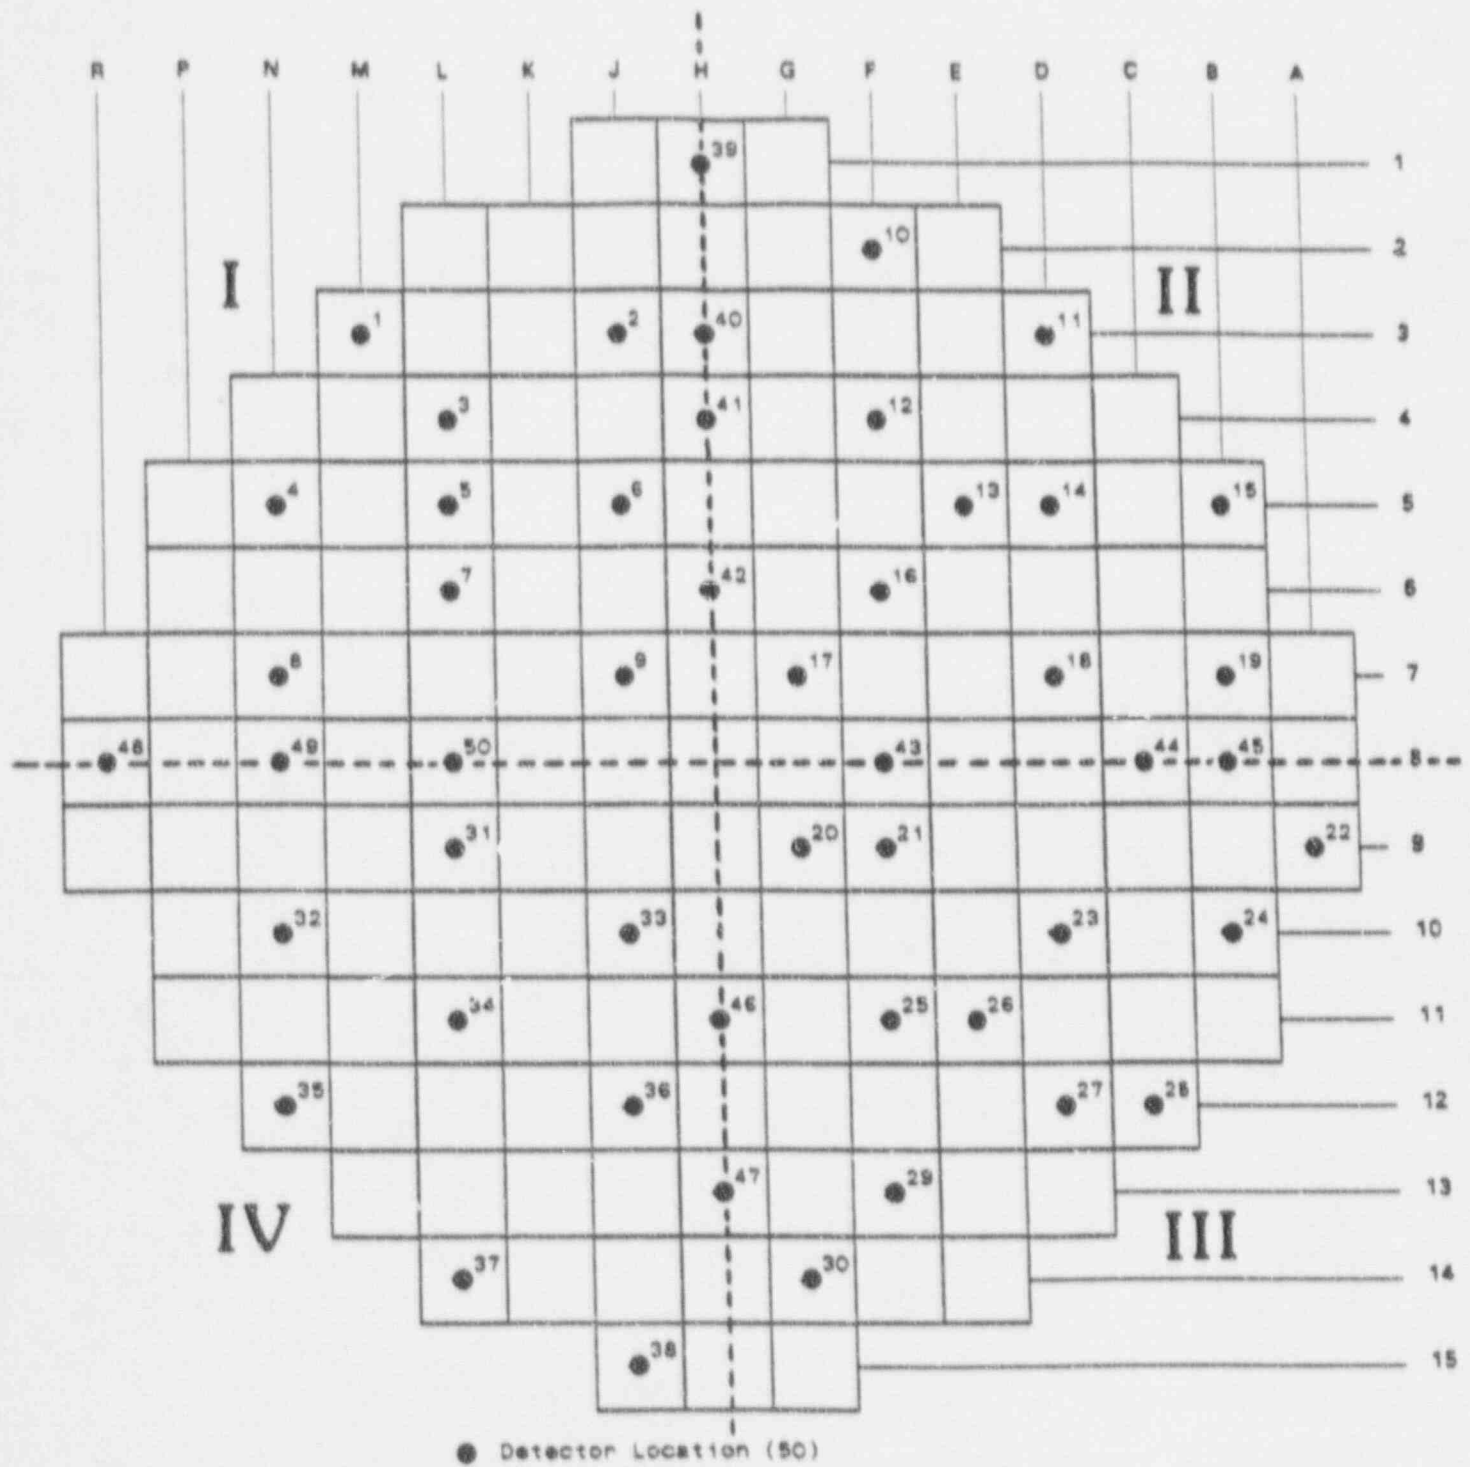 R P N M L K J H G F E D C B A
39 1
10 2
I II
1 2 40 11 3
3 41 12 4
4 5 6 13 14 15 5
7 42 16 6
8 9 17 18 19 7
48 49 50 43 44 45 8
31 20 21 22 9
32 33 23 24 10
34 46 25 26 11
35 36 27 28 12
47 29 13
IV III
37 30 14
38 15
Detector Location (50)